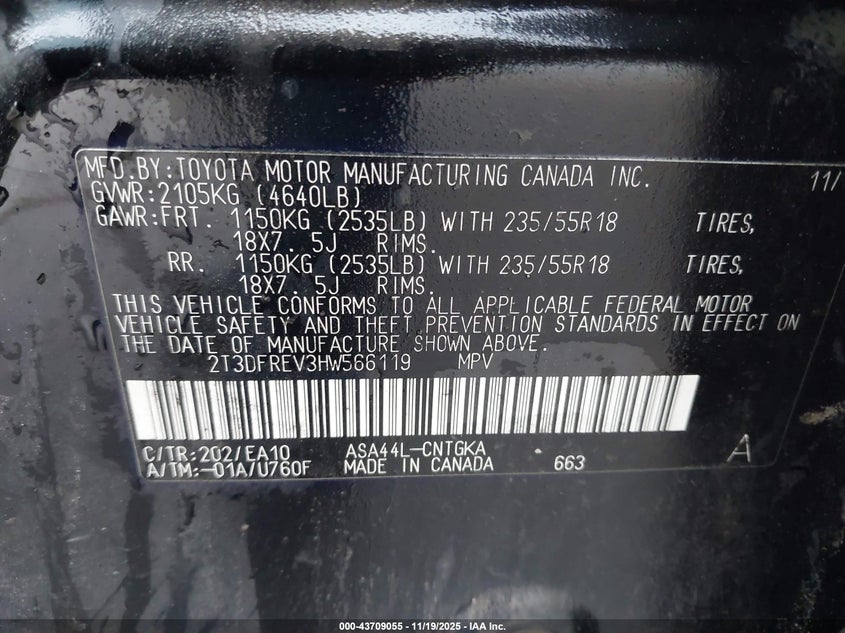 MFD.BY:TOYOTA MOTOR MANUFACTURING CANADA INC. 11/
GVWR:2105KG (4640LB)
GAWR:FRT. 1150KG (2535LB) WITH 235/55R18 TIRES,
18X7. 5J RIMS.
RR. 1150KG (2535LB) WITH 235/55R18 TIRES,
18X7. 5J RIMS.
THIS VEHICLE CONFORMS TO ALL APPLICABLE FEDERAL MOTOR
VEHICLE SAFETY AND THEFT PREVENTION STANDARDS IN EFFECT ON
THE DATE OF MANUFACTURE SHOWN ABOVE.
2T3DFREV3HW566119 MPV
C/TR:202/EA10 ASA44L-CNTGKA
A/TM:-01A/U760F MADE IN CANADA 663 A
000-43709055 - 11/19/2025 - IAA Inc.